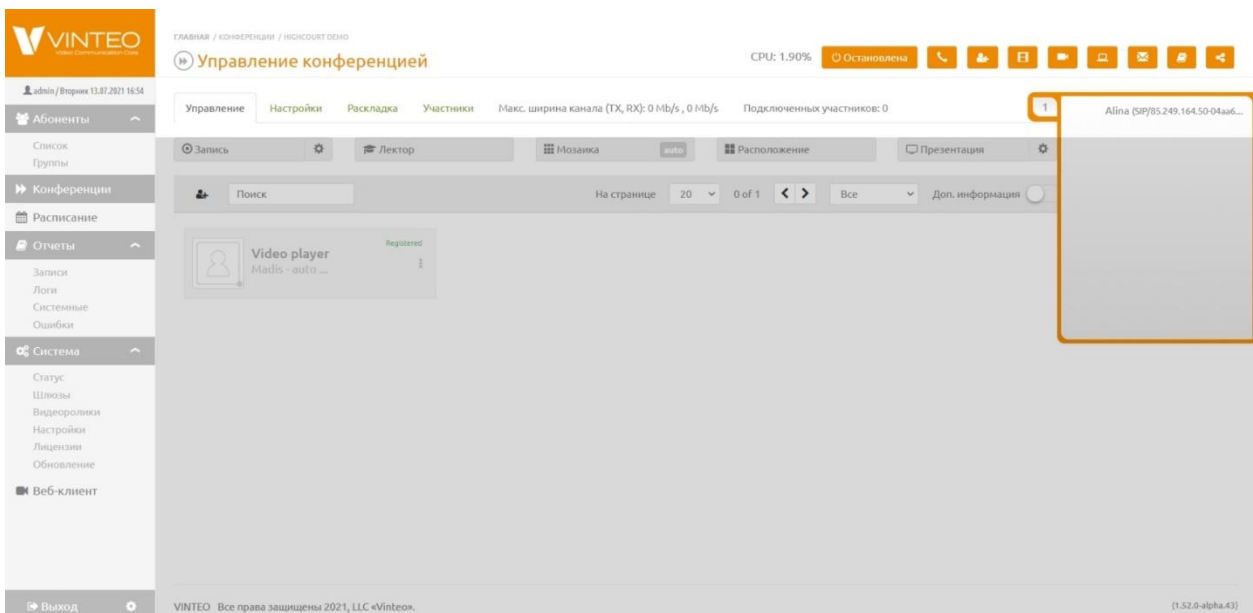 VINTEO
Video Communication Core
ГЛАВНАЯ / КОНФЕРЕНЦИИ / HIGHCOURT DEMO
Управление конференцией
CPU: 1.90% Остановлена
admin / Вторник 13.07.2021 16:54
Управление Настройки Раскладка Участники Макс. ширина канала (TX, RX): 0 Mb/s , 0 Mb/s Подключенных участников: 0 1 Alina (SIP/85.249.164.50-04aa6...
Абоненты
Список
Группы
Конференции
Расписание
Отчеты
Записи
Логи
Системные
Ошибки
Система
Статус
Шлюзы
Видеоролики
Настройки
Лицензии
Обновление
Веб-клиент
Выход
Запись Лектор Мозаика auto Расположение Презентация
Поиск На странице 20 0 of 1 Все Доп. информация
Registered
Video player
Madis - auto ...
VINTEO Все права защищены 2021, LLC «Vinteo». (1.52.0-alpha.43)